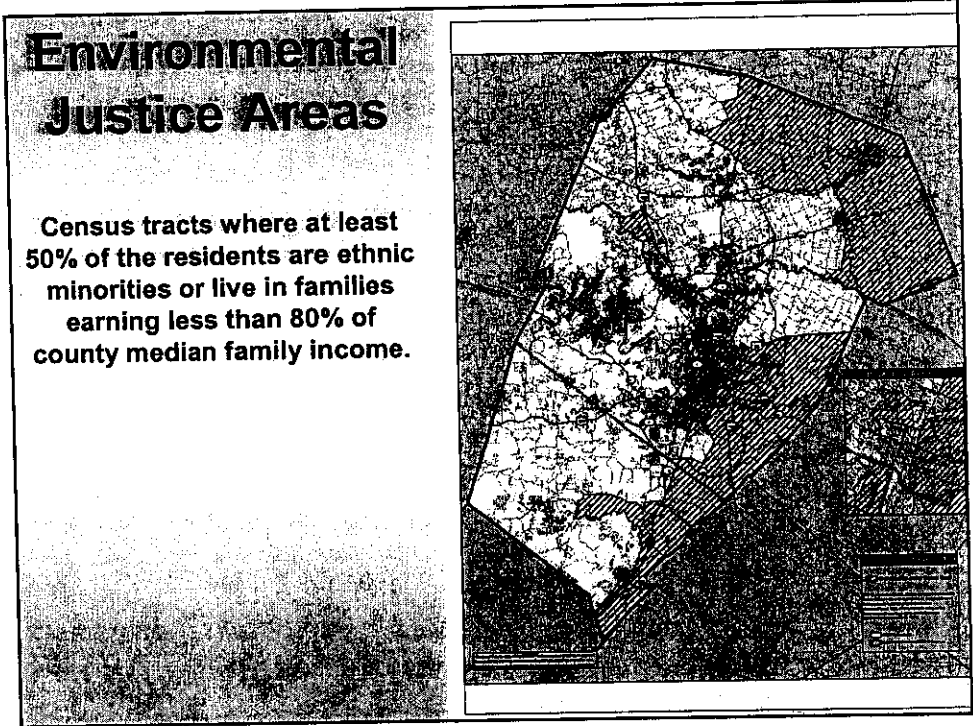 Environmental
Justice Areas
Census tracts where at least
50% of the residents are ethnic
minorities or live in families
earning less than 80% of
county median family income.